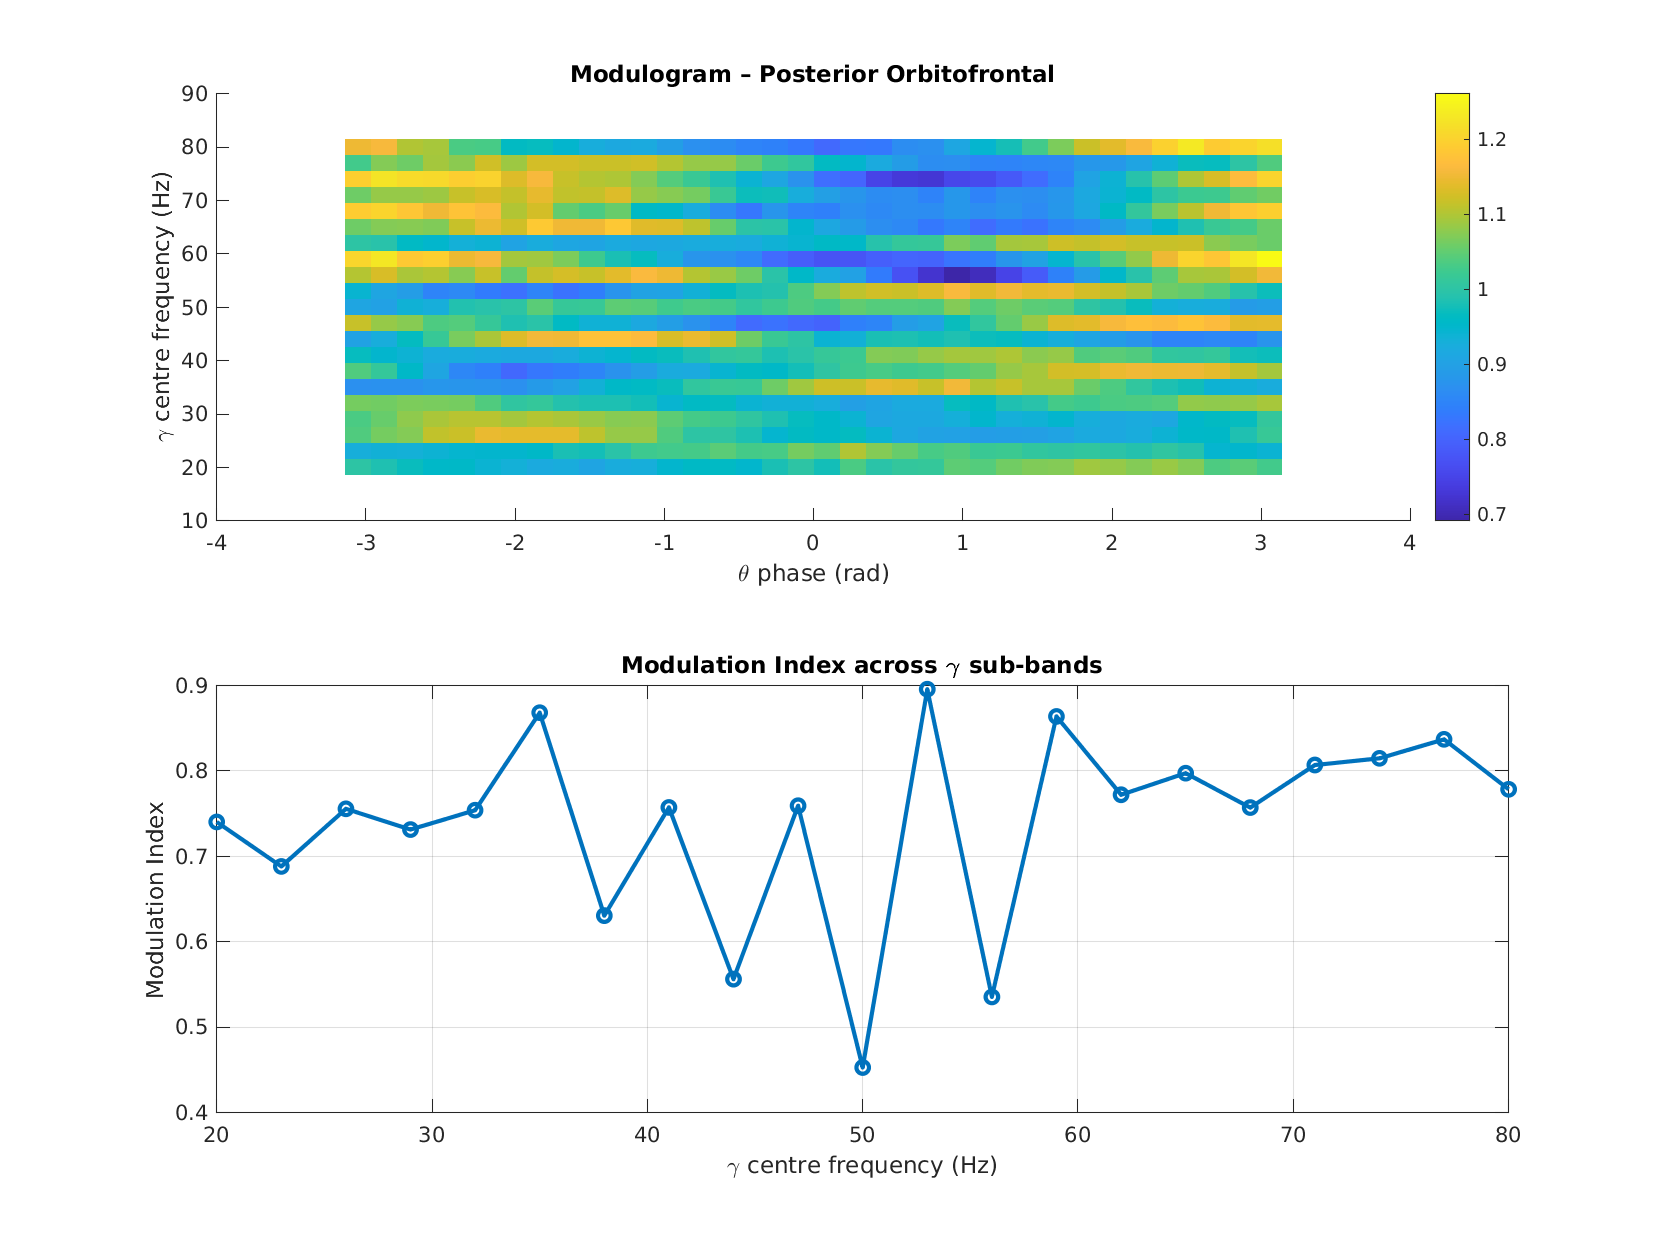 Modulogram – Posterior Orbitofrontal
90
80
70
60
50
40
30
20
10
γ centre frequency (Hz)
-4 -3 -2 -1 0 1 2 3 4
θ phase (rad)
1.2
1.1
1
0.9
0.8
0.7
Modulation Index across γ sub-bands
0.9
0.8
0.7
0.6
0.5
0.4
Modulation Index
20 30 40 50 60 70 80
γ centre frequency (Hz)